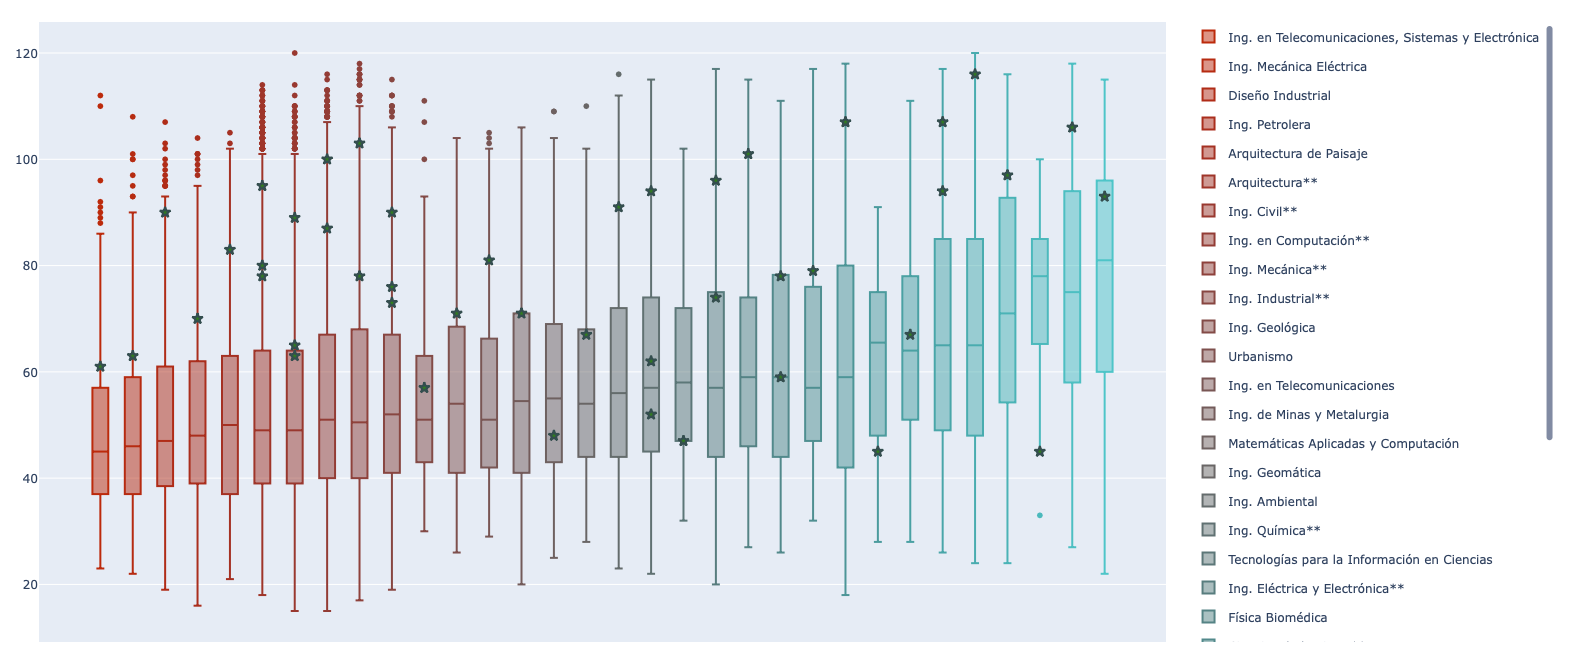 120
100
80
60
40
20
Ing. en Telecomunicaciones, Sistemas y Electrónica
Ing. Mecánica Eléctrica
Diseño Industrial
Ing. Petrolera
Arquitectura de Paisaje
Arquitectura**
Ing. Civil**
Ing. en Computación**
Ing. Mecánica**
Ing. Industrial**
Ing. Geológica
Urbanismo
Ing. en Telecomunicaciones
Ing. de Minas y Metalurgia
Matemáticas Aplicadas y Computación
Ing. Geomática
Ing. Ambiental
Ing. Química**
Tecnologías para la Información en Ciencias
Ing. Eléctrica y Electrónica**
Física Biomédica